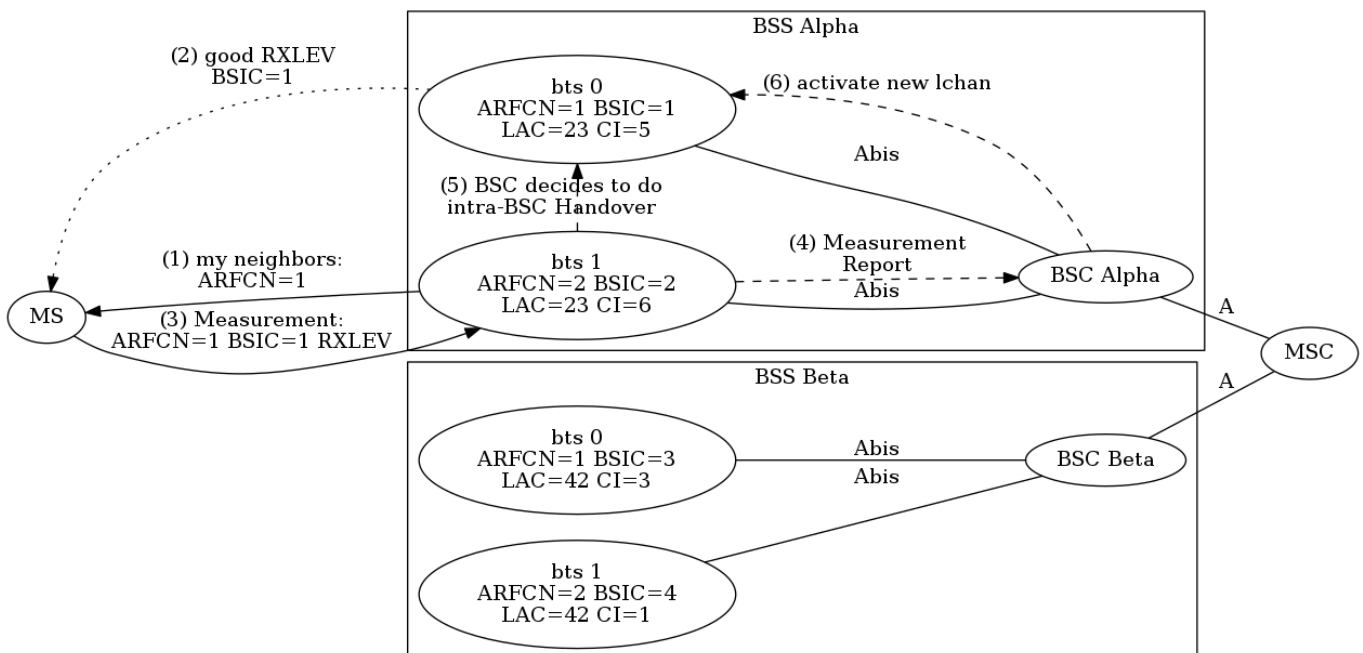 BSS Alpha
(2) good RXLEV
BSIC=1
bts 0
ARFCN=1 BSIC=1
LAC=23 CI=5
(6) activate new lchan
Abis
(5) BSC decides to do
intra-BSC Handover
(1) my neighbors:
ARFCN=1
bts 1
ARFCN=2 BSIC=2
LAC=23 CI=6
(4) Measurement
Report
Abis
BSC Alpha
MS
(3) Measurement:
ARFCN=1 BSIC=1 RXLEV
A
MSC
A
BSS Beta
bts 0
ARFCN=1 BSIC=3
LAC=42 CI=3
Abis
Abis
BSC Beta
bts 1
ARFCN=2 BSIC=4
LAC=42 CI=1